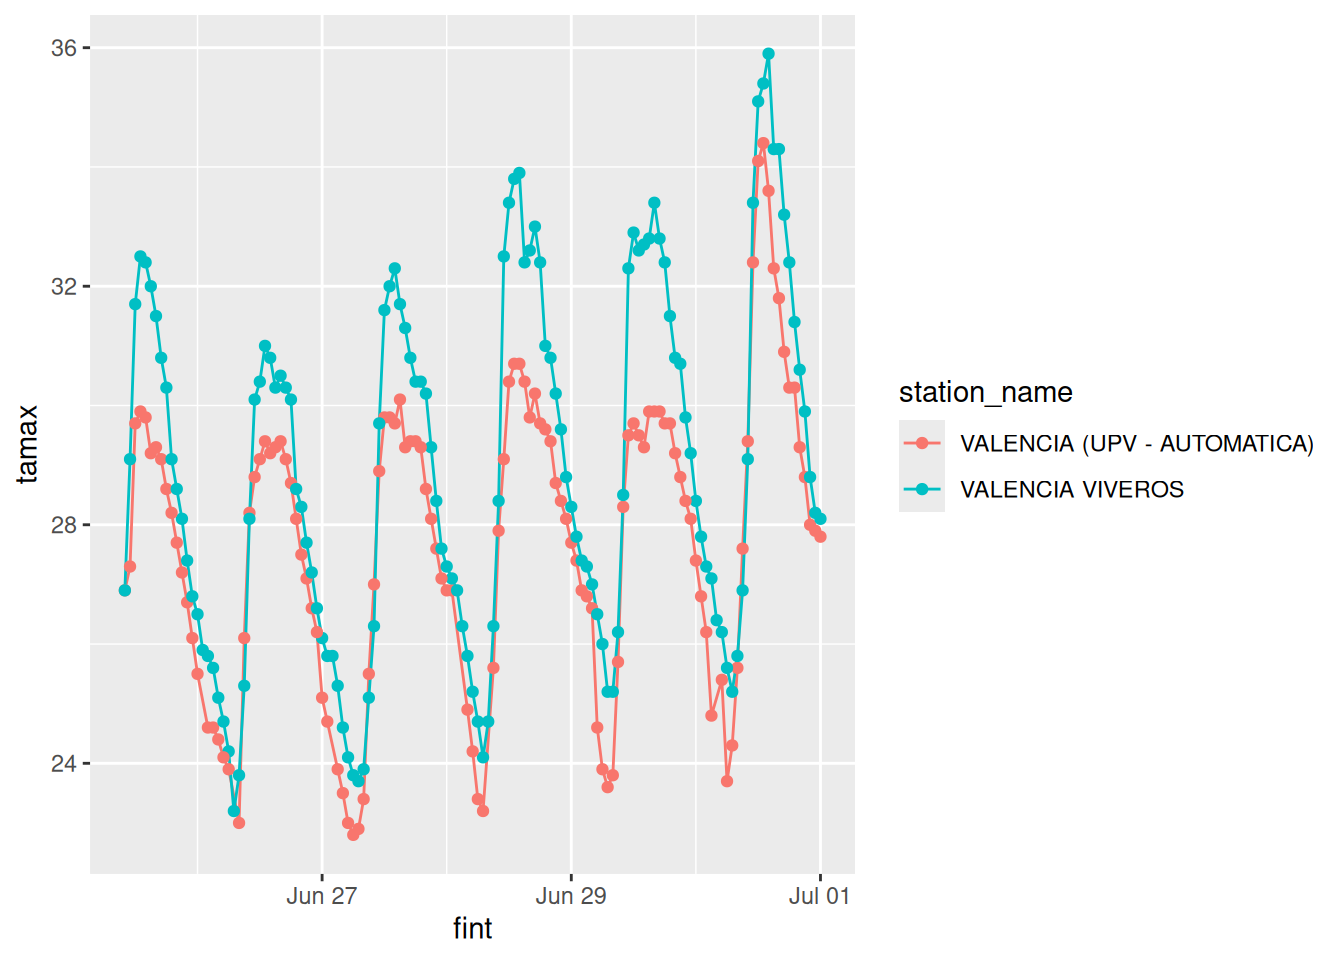 36
32
28
24
tamax
Jun 27
Jun 29
Jul 01
fint
station_name
VALENCIA (UPV - AUTOMATICA)
VALENCIA VIVEROS